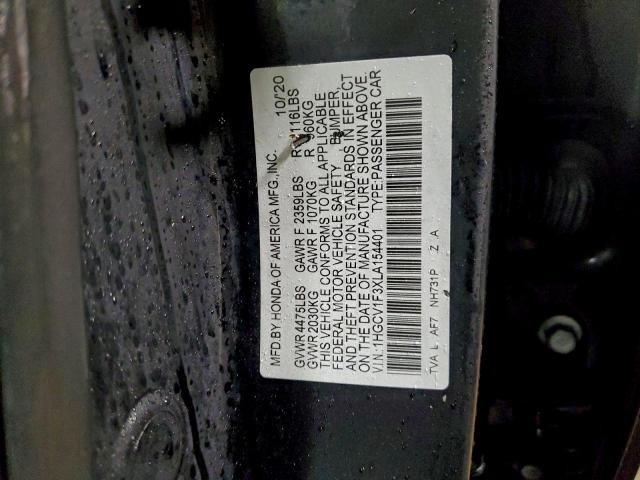 MFD.BY HONDA OF AMERICA MFG.,INC. 10/20
GVWR 4475LBS GAWR F 2359LBS 116LBS
GVWR 2030KG GAWR F 1070KG R 960KG
THIS VEHICLE CONFORMS TO ALL APPLICABLE
FEDERAL MOTOR VEHICLE SAFETY BUMPER,
AND THEFT PREVENTION STANDARDS IN EFFECT
ON THE DATE OF MANUFACTURE SHOWN ABOVE.
V.I.N:1HGCV1F3XLA154401 TYPE:PASSENGER CAR
TVA L AF7 NH731P Z A